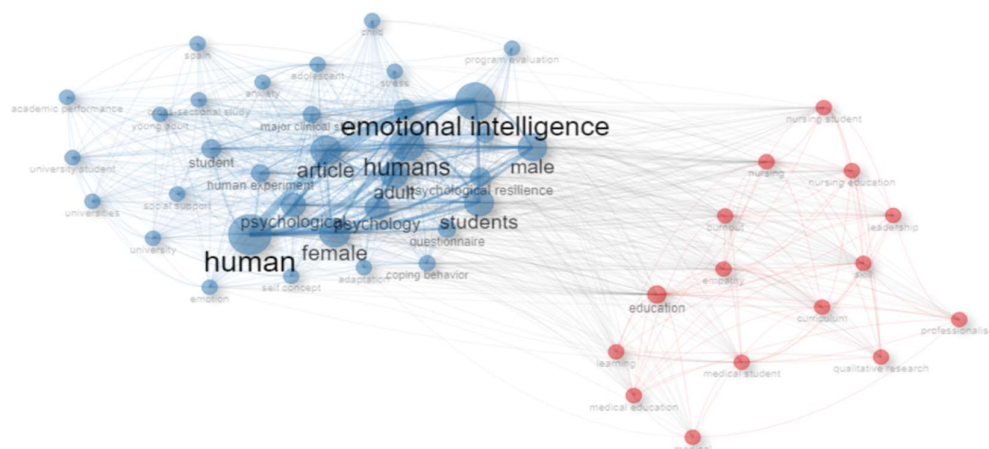 child
spain
program evaluation
adolescent
stress
anxiety
academic performance
cross-sectional study
young adult
major clinical s
emotional intelligence
nursing student
student
article
humans
male
nursing
university student
human experiment
adult
psychological resilience
nursing education
social support
universities
psychological
psychology
students
burnout
leadership
university
female
questionnaire
human
adaptation
coping behavior
empathy
skill
emotion
self concept
education
curriculum
professionalis
learning
medical student
qualitative research
medical education
medical